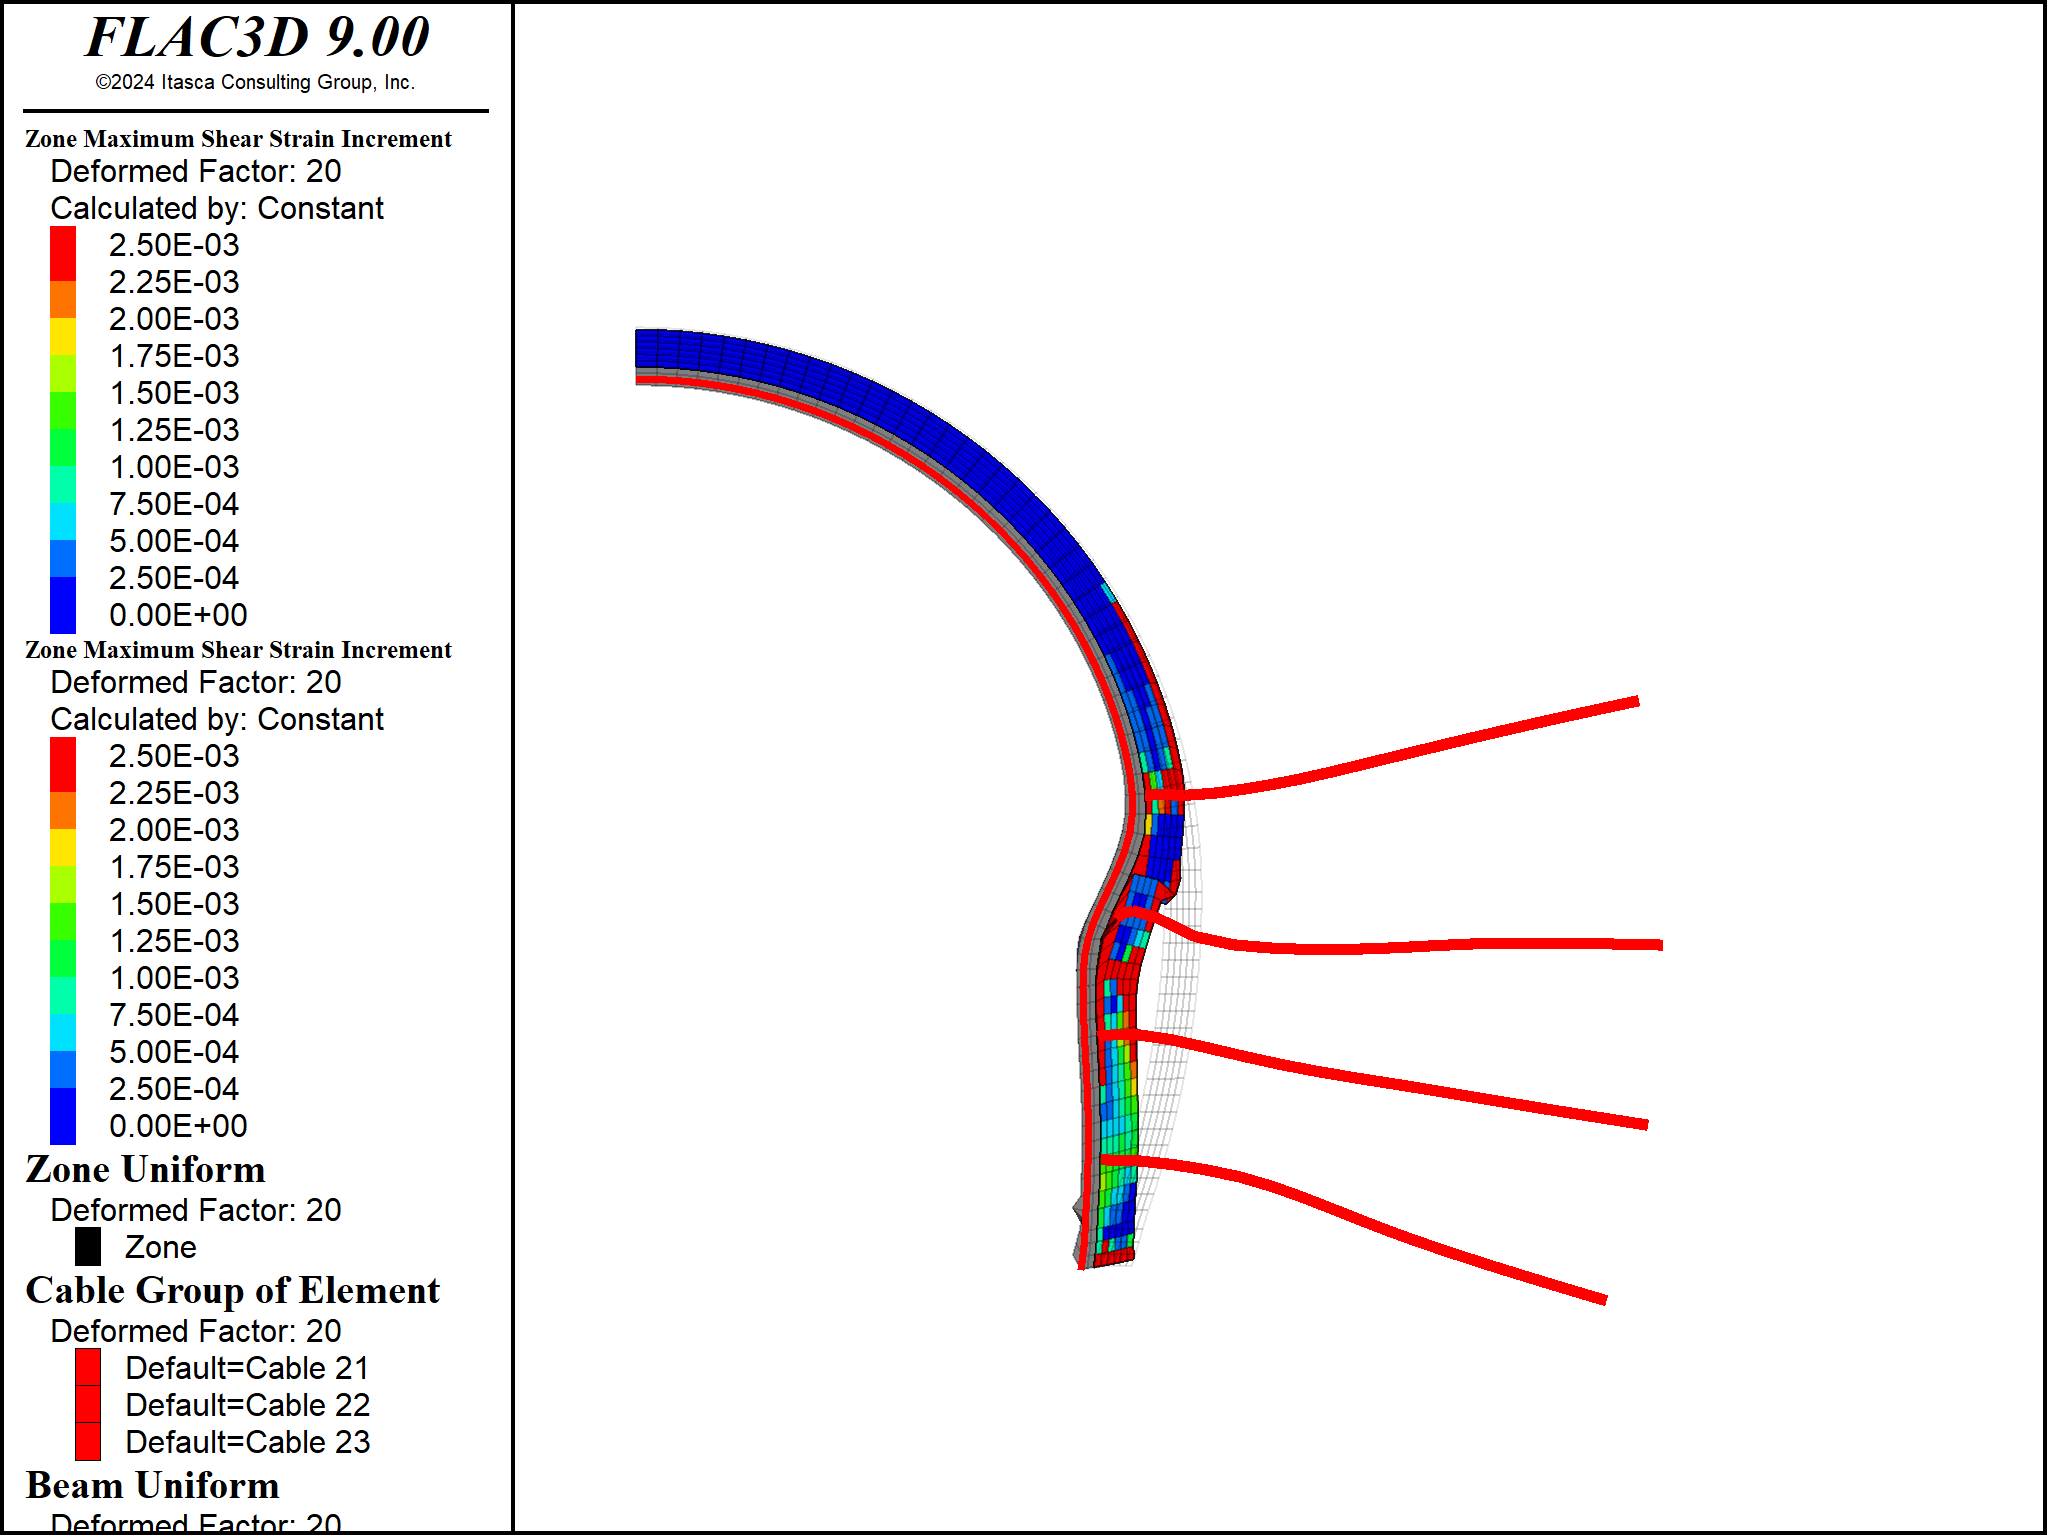 FLAC3D 9.00
©2024 Itasca Consulting Group, Inc.
Zone Maximum Shear Strain Increment
Deformed Factor: 20
Calculated by: Constant
2.50E-03
2.25E-03
2.00E-03
1.75E-03
1.50E-03
1.25E-03
1.00E-03
7.50E-04
5.00E-04
2.50E-04
0.00E+00
Zone Maximum Shear Strain Increment
Deformed Factor: 20
Calculated by: Constant
2.50E-03
2.25E-03
2.00E-03
1.75E-03
1.50E-03
1.25E-03
1.00E-03
7.50E-04
5.00E-04
2.50E-04
0.00E+00
Zone Uniform
Deformed Factor: 20
Zone
Cable Group of Element
Deformed Factor: 20
Default=Cable 21
Default=Cable 22
Default=Cable 23
Beam Uniform
Deformed Factor: 20